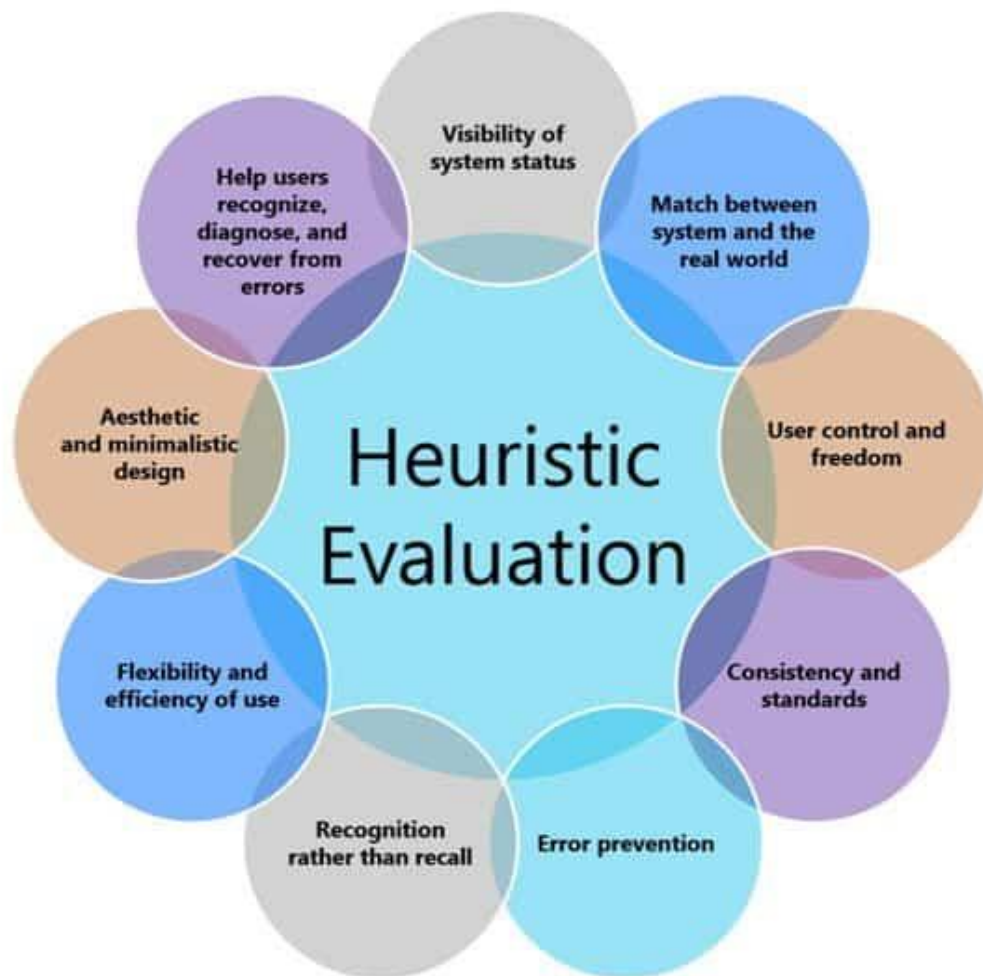 Visibility of
system status
Match between
system and the
real world
User control and
freedom
Consistency and
standards
Error prevention
Recognition
rather than recall
Flexibility and
efficiency of use
Aesthetic
and minimalistic
design
Help users
recognize,
diagnose, and
recover from
errors
Heuristic
Evaluation